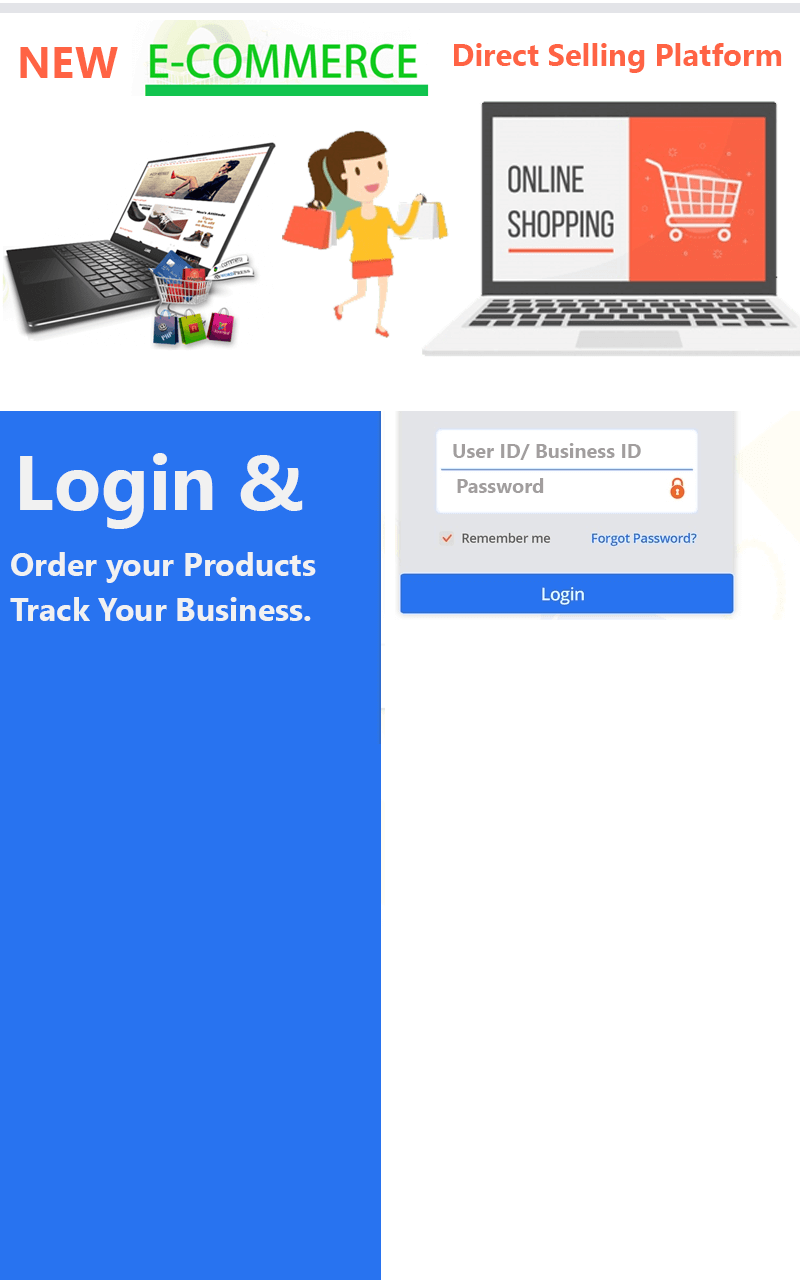 NEW E-COMMERCE Direct Selling Platform
ONLINE
SHOPPING
Login &
Order your Products
Track Your Business.
User ID/ Business ID
Password
Remember me Forgot Password?
Login